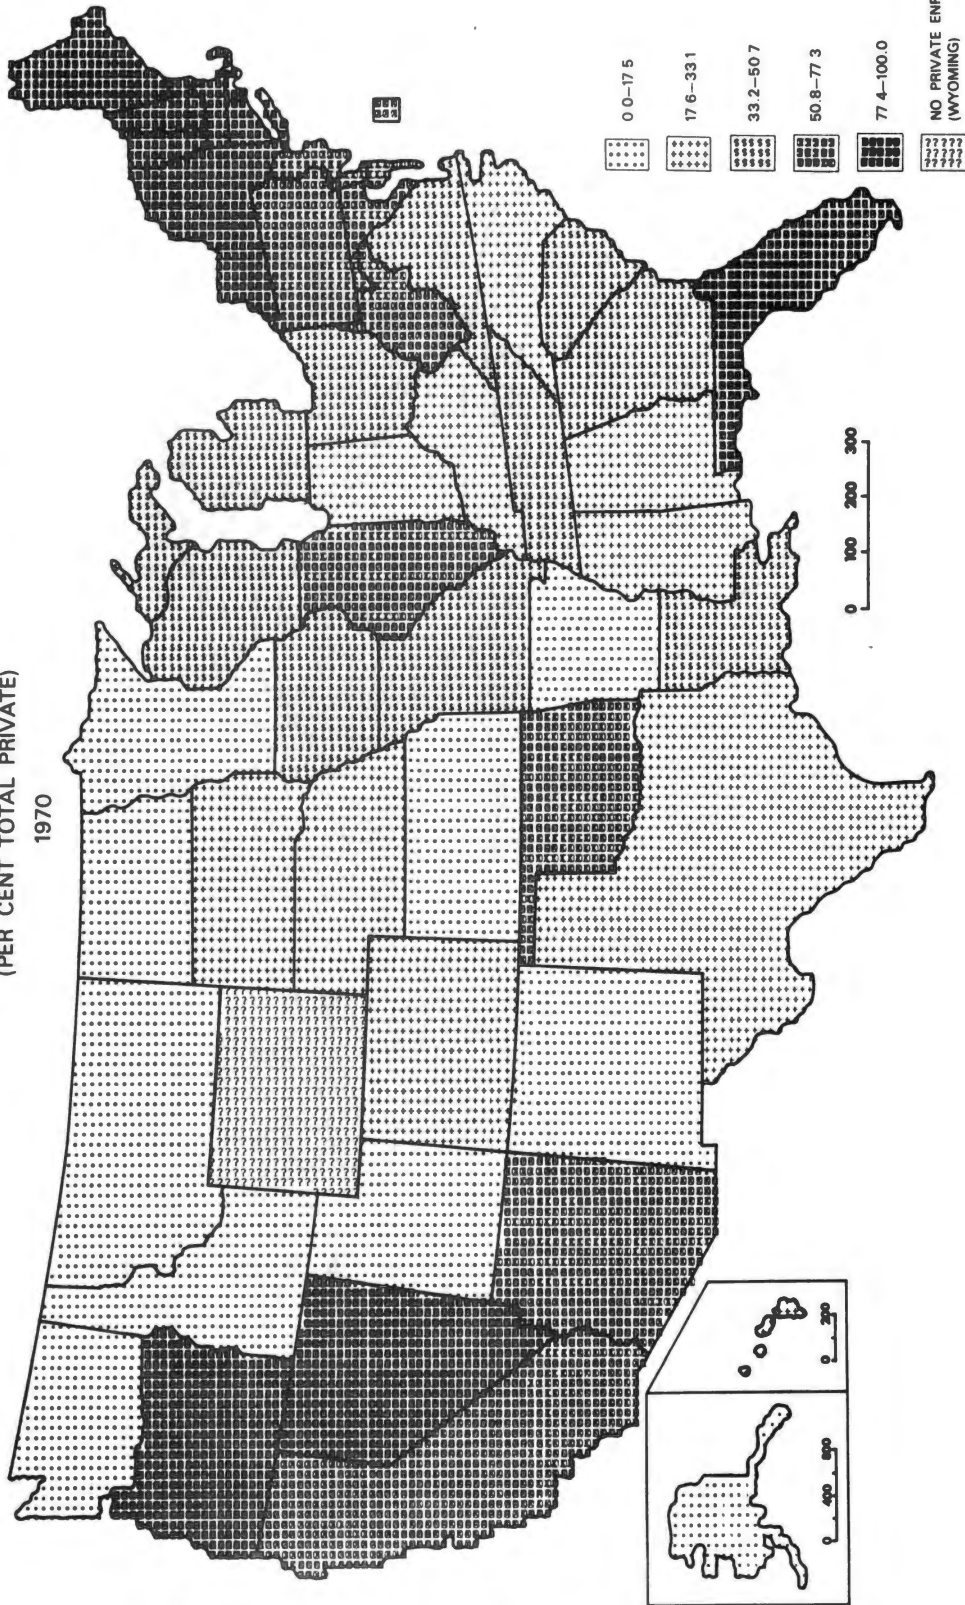 (PER CENT TOTAL PRIVATE)
1970
0 0–17 5
17 6–33 1
33.2–50 7
50.8–77 3
77 4–100.0
NO PRIVATE
(WYOMING)
0 100 200 300
0 400 800
0 200